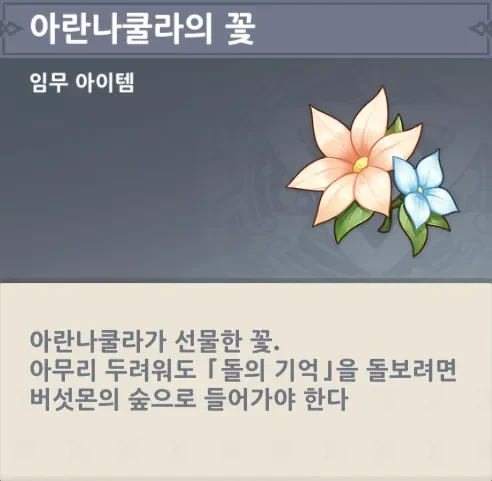 아란나쿨라의 꽃
임무 아이템
아란나쿨라가 선물한 꽃.
아무리 두려워도 「돌의 기억」을 돌보려면
버섯몬의 숲으로 들어가야 한다